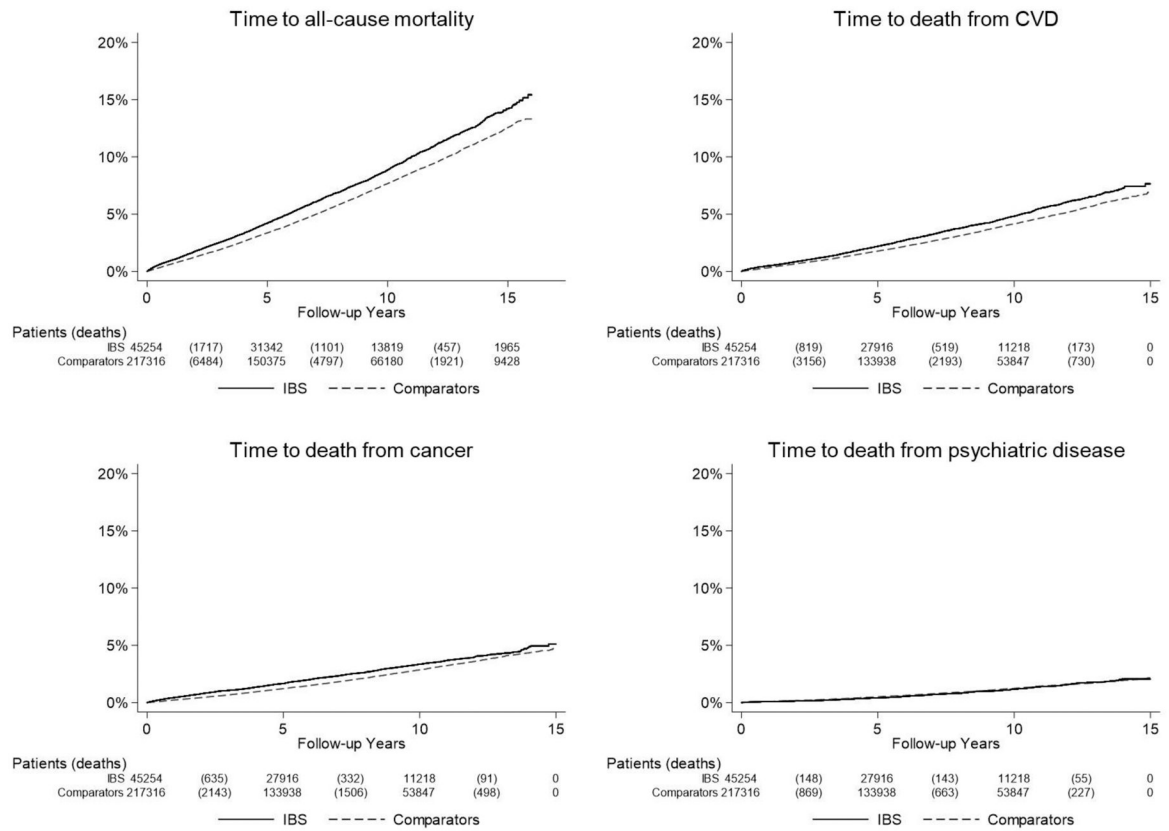 Time to all-cause mortality
20%
15%
10%
5%
0%
0 5 10 15
Follow-up Years
Patients (deaths)
IBS 45254 (1717) 31342 (1101) 13819 (457) 1965
Comparators 217316 (6484) 150375 (4797) 66180 (1921) 9428
IBS Comparators
Time to death from CVD
20%
15%
10%
5%
0%
0 5 10 15
Follow-up Years
Patients (deaths)
IBS 45254 (819) 27916 (519) 11218 (173) 0
Comparators 217316 (3156) 133938 (2193) 53847 (730) 0
IBS Comparators
Time to death from cancer
20%
15%
10%
5%
0%
0 5 10 15
Follow-up Years
Patients (deaths)
IBS 45254 (635) 27916 (332) 11218 (91) 0
Comparators 217316 (2143) 133938 (1506) 53847 (498) 0
IBS Comparators
Time to death from psychiatric disease
20%
15%
10%
5%
0%
0 5 10 15
Follow-up Years
Patients (deaths)
IBS 45254 (148) 27916 (143) 11218 (55) 0
Comparators 217316 (869) 133938 (663) 53847 (227) 0
IBS Comparators